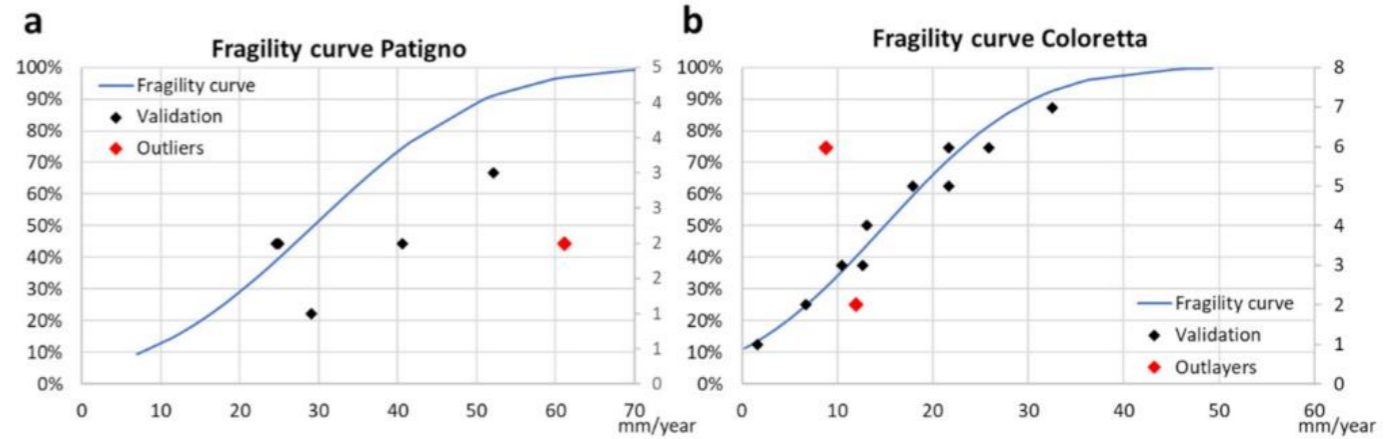 a
Fragility curve Patigno
100%
90%
80%
70%
60%
50%
40%
30%
20%
10%
0%
Fragility curve
Validation
Outliers
5
4
4
3
3
2
2
1
1
0
0 10 20 30 40 50 60 70
mm/year
b
Fragility curve Coloretta
100%
90%
80%
70%
60%
50%
40%
30%
20%
10%
0%
8
7
6
5
4
3
2
1
0
Fragility curve
Validation
Outlayers
0 10 20 30 40 50 60
mm/year